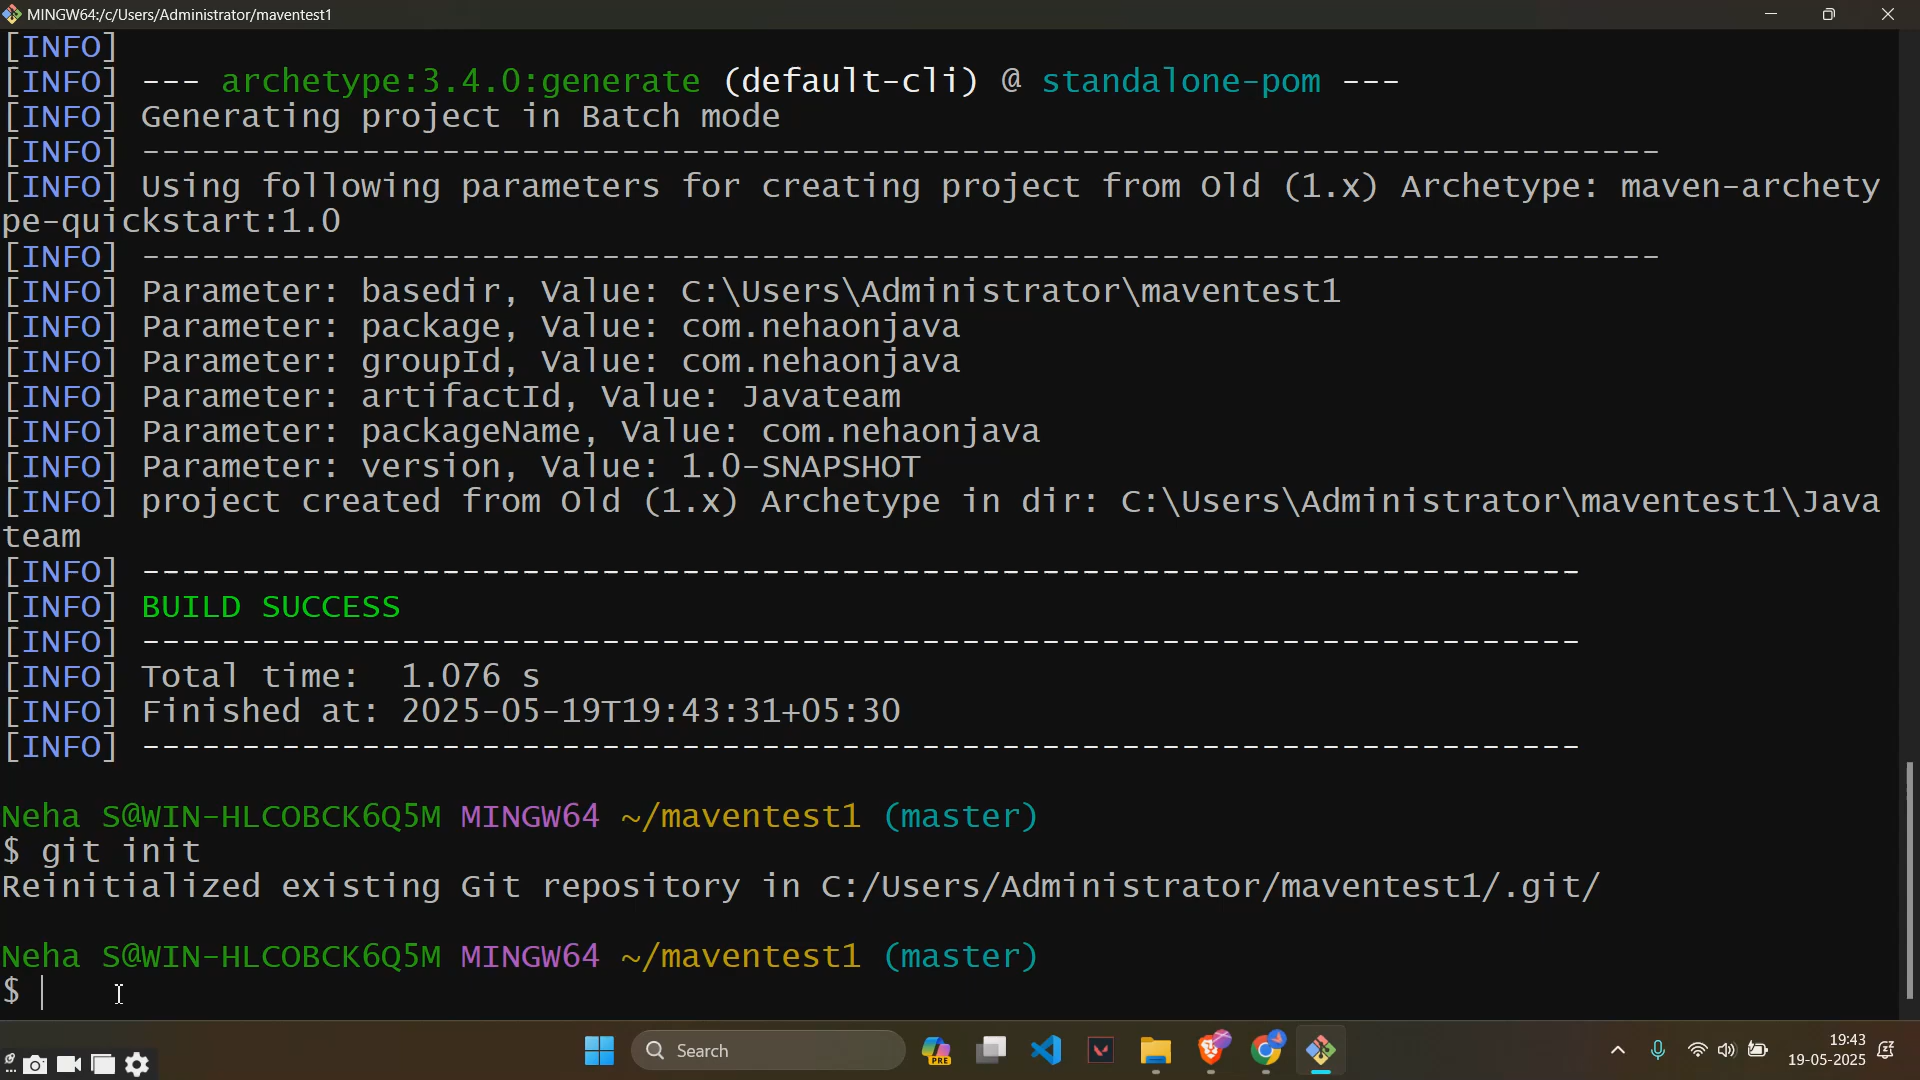 MINGW64:/c/Users/Administrator/maventest1
[INFO]
[INFO] --- archetype:3.4.0:generate (default-cli) @ standalone-pom ---
[INFO] Generating project in Batch mode
[INFO] ----------------------------------------------------------------------------
[INFO] Using following parameters for creating project from Old (1.x) Archetype: maven-archety
pe-quickstart:1.0
[INFO] ----------------------------------------------------------------------------
[INFO] Parameter: basedir, Value: C:\Users\Administrator\maventest1
[INFO] Parameter: package, Value: com.nehaonjava
[INFO] Parameter: groupId, Value: com.nehaonjava
[INFO] Parameter: artifactId, Value: Javateam
[INFO] Parameter: packageName, Value: com.nehaonjava
[INFO] Parameter: version, Value: 1.0-SNAPSHOT
[INFO] project created from Old (1.x) Archetype in dir: C:\Users\Administrator\maventest1\Java
team
[INFO] ------------------------------------------------------------------------
[INFO] BUILD SUCCESS
[INFO] ------------------------------------------------------------------------
[INFO] Total time:  1.076 s
[INFO] Finished at: 2025-05-19T19:43:31+05:30
[INFO] ------------------------------------------------------------------------
Neha S@WIN-HLCOBCK6Q5M MINGW64 ~/maventest1 (master)
$ git init
Reinitialized existing Git repository in C:/Users/Administrator/maventest1/.git/
Neha S@WIN-HLCOBCK6Q5M MINGW64 ~/maventest1 (master)
$
Search
PRE
19:43
19-05-2025